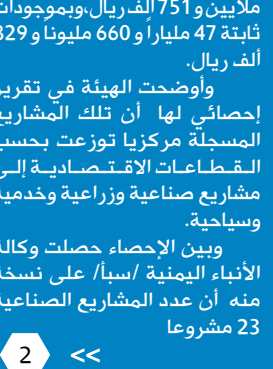 ملايين و 751 ألف ريال،وبموجودات
ثابتة 47 ملياراً و 660 مليوناً و 829
ألف ريال.
وأوضحت الهيئة في تقرير
إحصائي لها أن تلك المشاريع
المسجلة مركزيا توزعت بحسب
القطاعات الاقتصادية إلى
مشاريع صناعية وزراعية وخدمية
وسياحية.
وبين الإحصاء حصلت وكالة
الأنباء اليمنية /سبأ/ على نسخة
منه أن عدد المشاريع الصناعية
23 مشروعا
2 >>